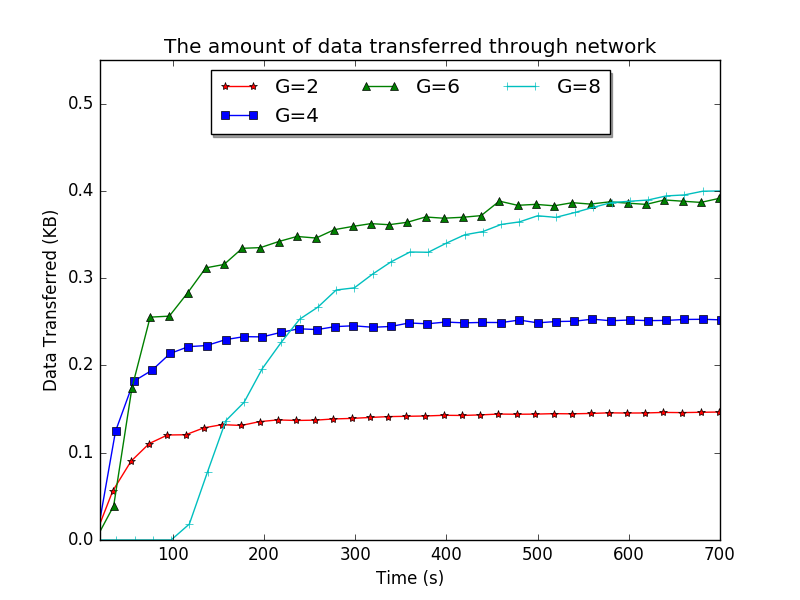 The amount of data transferred through network
G=2 G=6 G=8
G=4
0.5
0.4
0.3
0.2
0.1
0.0
Data Transferred (KB)
100 200 300 400 500 600 700
Time (s)